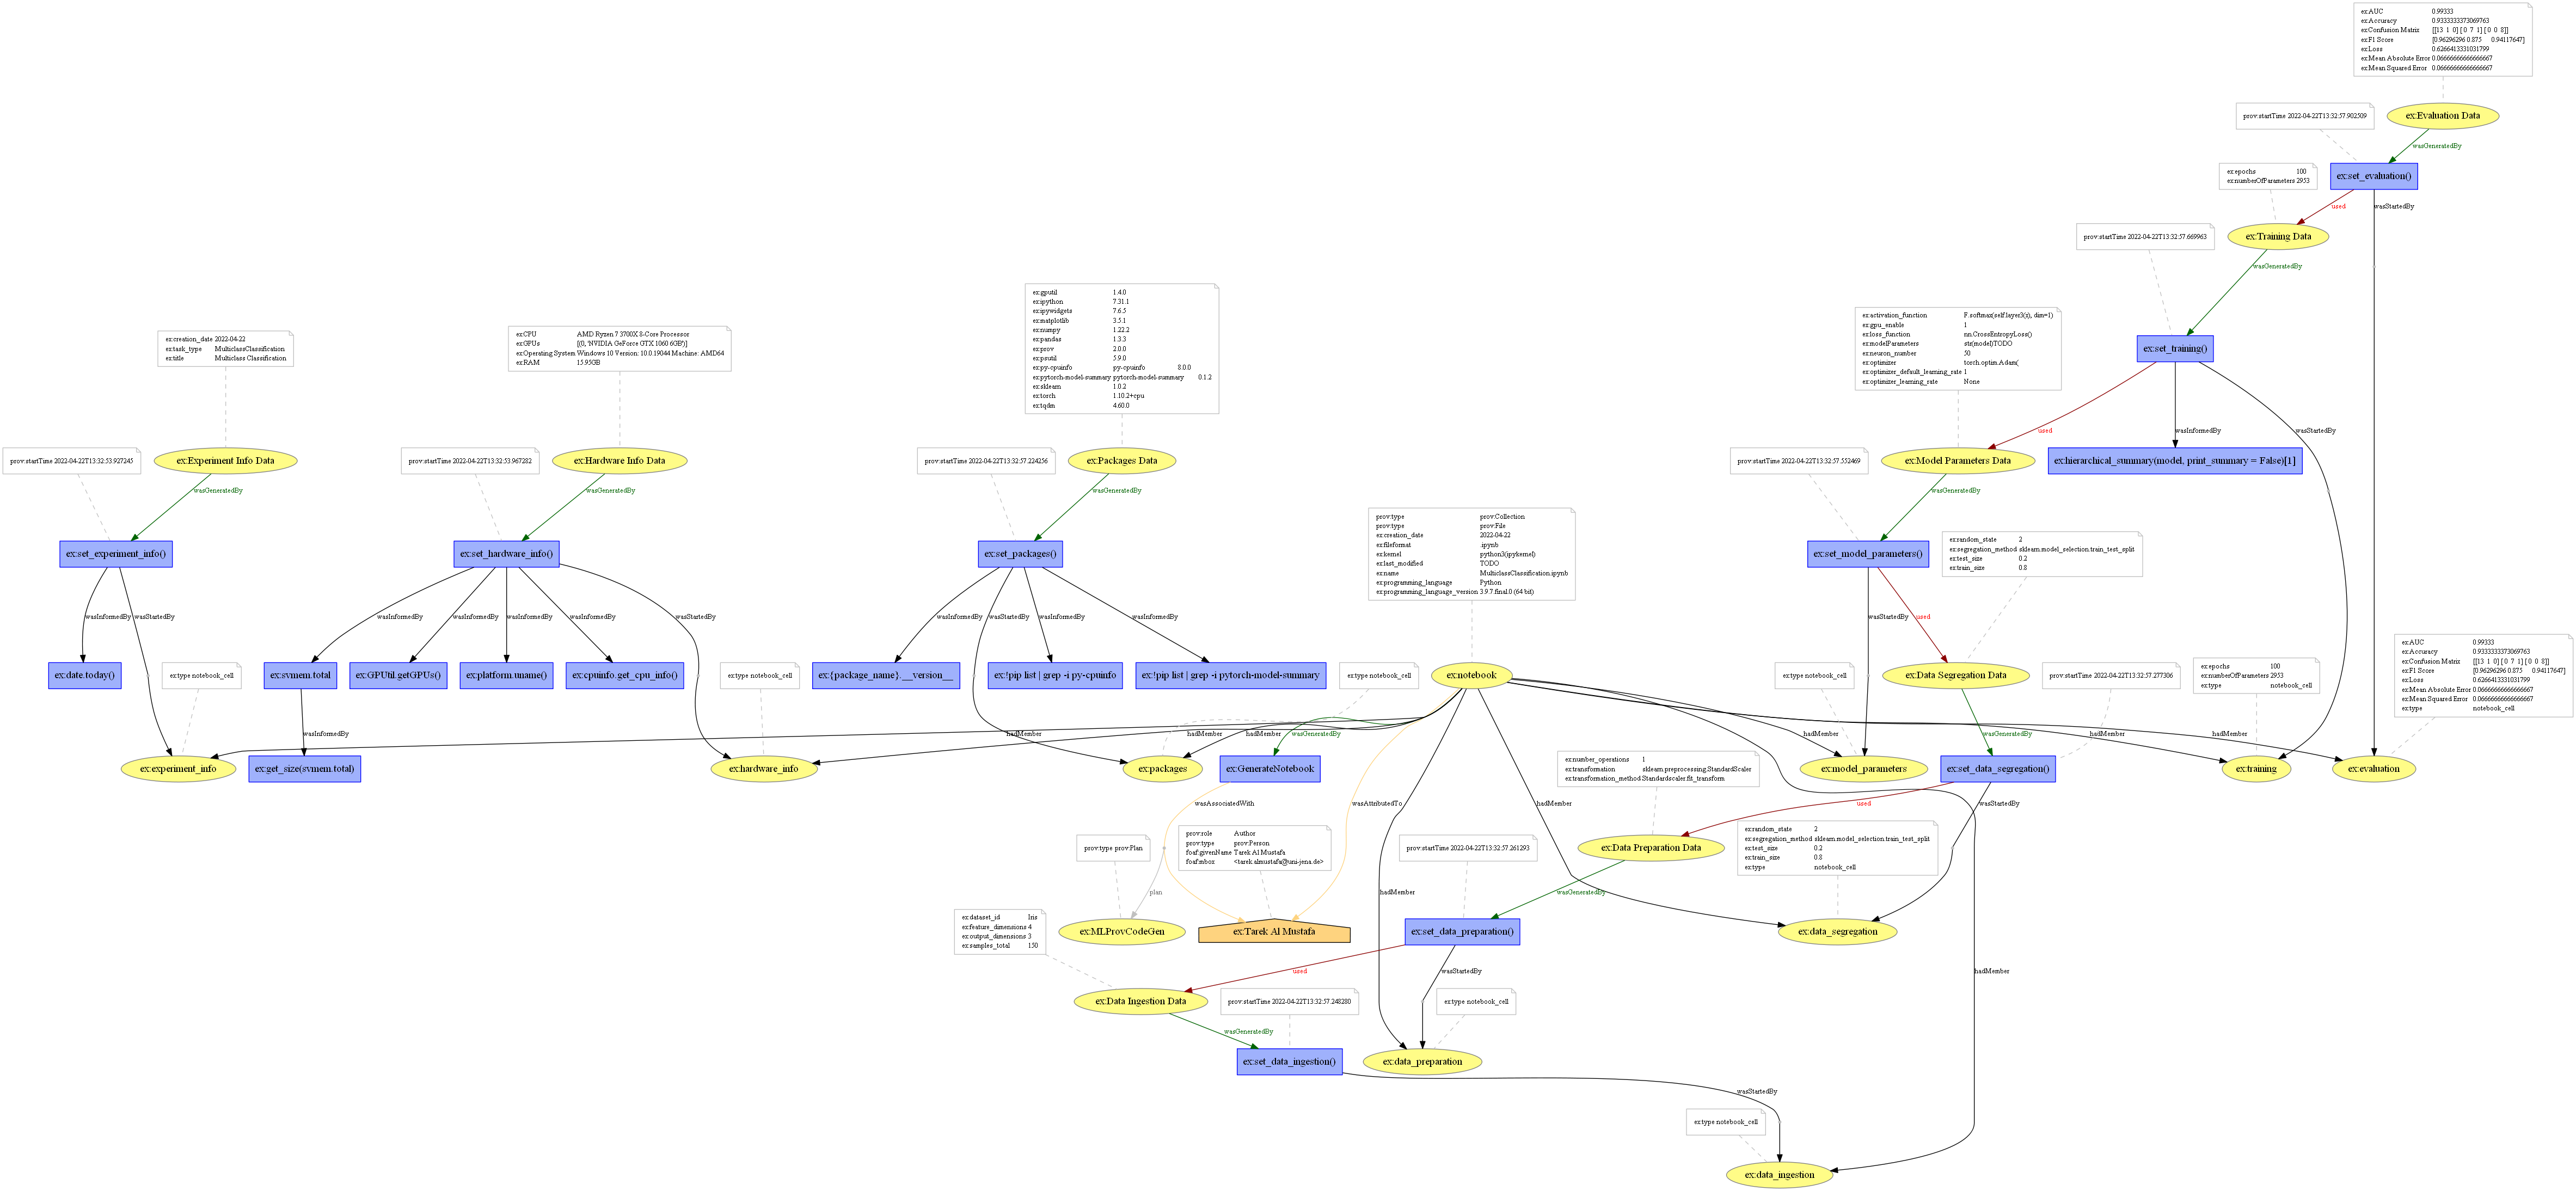 ex:AUC 0.99333
ex:Accuracy 0.9333333373069763
ex:Confusion Matrix [[13 1 0] [ 0 7 1] [ 0 0 8]]
ex:F1 Score [0.96296296 0.875 0.94117647]
ex:Loss 0.6266413331031799
ex:Mean Absolute Error 0.06666666666666667
ex:Mean Squared Error 0.06666666666666667
prov:startTime 2022-04-22T13:32:57.902509
ex:Evaluation Data
wasGeneratedBy
ex:epochs 100
ex:numberOfParameters 2953
ex:set_evaluation()
used
wasStartedBy
prov:startTime 2022-04-22T13:32:57.669963
ex:Training Data
wasGeneratedBy
ex:gputil 1.4.0
ex:ipython 7.31.1
ex:ipywidgets 7.6.5
ex:matplotlib 3.5.1
ex:numpy 1.22.2
ex:pandas 1.3.3
ex:prov 2.0.0
ex:psutil 5.9.0
ex:py-cpuinfo py-cpuinfo 8.0.0
ex:pytorch-model-summary pytorch-model-summary 0.1.2
ex:sklearn 1.0.2
ex:torch 1.10.2+cpu
ex:tqdm 4.60.0
ex:activation_function F.softmax(self.layer3(x), dim=1)
ex:gpu_enable 1
ex:loss_function nn.CrossEntropyLoss()
ex:modelParameters str(model)TODO
ex:neuron_number 50
ex:optimizer torch.optim.Adam(
ex:optimizer_default_learning_rate 1
ex:optimizer_learning_rate None
ex:creation_date 2022-04-22
ex:task_type MulticlassClassification
ex:title Multiclass Classification
ex:CPU AMD Ryzen 7 3700X 8-Core Processor
ex:GPUs [(0, 'NVIDIA GeForce GTX 1060 6GB')]
ex:Operating System Windows 10 Version: 10.0.19044 Machine: AMD64
ex:RAM 15.95GB
ex:set_training()
used
wasInformedBy
wasStartedBy
prov:startTime 2022-04-22T13:32:53.927245
ex:Experiment Info Data
prov:startTime 2022-04-22T13:32:53.967282
ex:Hardware Info Data
prov:startTime 2022-04-22T13:32:57.224256
ex:Packages Data
prov:startTime 2022-04-22T13:32:57.552469
ex:Model Parameters Data
ex:hierarchical_summary(model, print_summary = False)[1]
wasGeneratedBy
wasGeneratedBy
wasGeneratedBy
wasGeneratedBy
prov:type prov:Collection
prov:type prov:File
ex:creation_date 2022-04-22
ex:fileformat .ipynb
ex:kernel python3(ipykernel)
ex:last_modified TODO
ex:name MulticlassClassification.ipynb
ex:programming_language Python
ex:programming_language_version 3.9.7.final.0 (64 bit)
ex:random_state 2
ex:segregation_method sklearn.model_selection.train_test_split
ex:test_size 0.2
ex:train_size 0.8
ex:set_experiment_info()
ex:set_hardware_info()
ex:set_packages()
ex:set_model_parameters()
wasInformedBy
wasStartedBy
wasInformedBy
wasInformedBy
wasInformedBy
wasInformedBy
wasStartedBy
wasInformedBy
wasStartedBy
wasInformedBy
wasInformedBy
wasStartedBy
used
ex:date.today()
ex:type notebook_cell
ex:svmem.total
ex:GPUtil.getGPUs()
ex:platform.uname()
ex:cpuinfo.get_cpu_info()
ex:type notebook_cell
ex:{package_name}.__version__
ex:!pip list | grep -i py-cpuinfo
ex:!pip list | grep -i pytorch-model-summary
ex:type notebook_cell
ex:notebook
ex:type notebook_cell
ex:Data Segregation Data
prov:startTime 2022-04-22T13:32:57.277306
ex:epochs 100
ex:numberOfParameters 2953
ex:type notebook_cell
ex:AUC 0.99333
ex:Accuracy 0.9333333373069763
ex:Confusion Matrix [[13 1 0] [ 0 7 1] [ 0 0 8]]
ex:F1 Score [0.96296296 0.875 0.94117647]
ex:Loss 0.6266413331031799
ex:Mean Absolute Error 0.06666666666666667
ex:Mean Squared Error 0.06666666666666667
ex:type notebook_cell
wasInformedBy
hadMember
hadMember
hadMember
wasGeneratedBy
hadMember
wasGeneratedBy
hadMember
hadMember
ex:experiment_info
ex:get_size(svmem.total)
ex:hardware_info
ex:packages
ex:GenerateNotebook
ex:number_operations 1
ex:transformation sklearn.preprocessing.StandardScaler
ex:transformation_method Standardscaler.fit_transform
ex:model_parameters
ex:set_data_segregation()
ex:training
ex:evaluation
wasAssociatedWith
wasAttributedTo
hadMember
used
wasStartedBy
prov:type prov:Plan
prov:role Author
prov:type prov:Person
foaf:givenName Tarek Al Mustafa
foaf:mbox <tarek.almustafa@uni-jena.de>
prov:startTime 2022-04-22T13:32:57.261293
ex:Data Preparation Data
ex:random_state 2
ex:segregation_method sklearn.model_selection.train_test_split
ex:test_size 0.2
ex:train_size 0.8
ex:type notebook_cell
plan
hadMember
wasGeneratedBy
ex:dataset_id Iris
ex:feature_dimensions 4
ex:output_dimensions 3
ex:samples_total 150
ex:MLProvCodeGen
ex:Tarek Al Mustafa
ex:set_data_preparation()
ex:data_segregation
used
wasStartedBy
hadMember
ex:Data Ingestion Data
prov:startTime 2022-04-22T13:32:57.248280
ex:type notebook_cell
wasGeneratedBy
ex:set_data_ingestion()
ex:data_preparation
wasStartedBy
ex:type notebook_cell
ex:data_ingestion